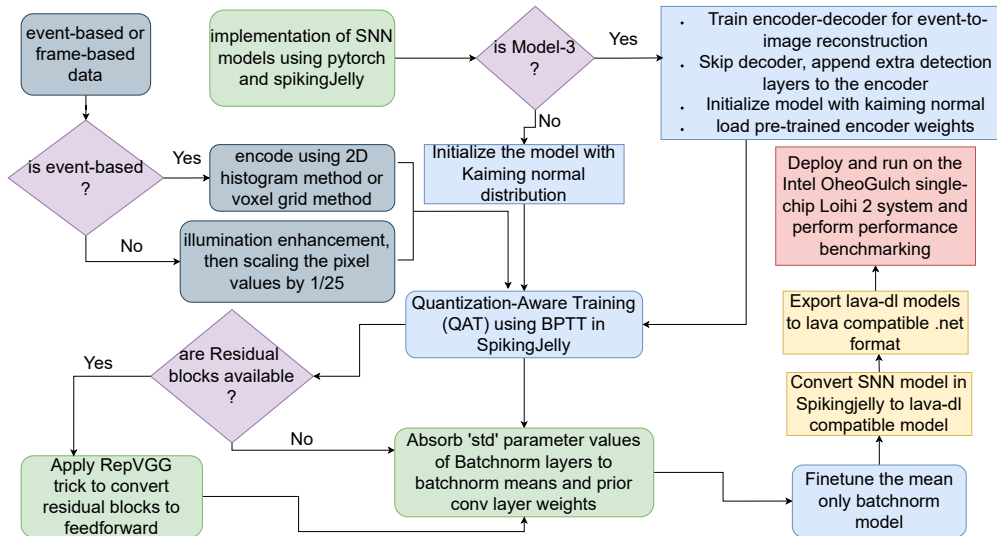 event-based or
frame-based
data
implementation of SNN
models using pytorch
and spikingJelly
is Model-3
?
Yes
No
· Train encoder-decoder for event-to-
image reconstruction
· Skip decoder, append extra detection
layers to the encoder
· Initialize model with kaiming normal
· load pre-trained encoder weights
is event-based
?
Yes
No
encode using 2D
histogram method or
voxel grid method
illumination enhancement,
then scaling the pixel
values by 1/25
Initialize the model with
Kaiming normal
distribution
Quantization-Aware Training
(QAT) using BPTT in
SpikingJelly
are Residual
blocks available
?
Yes
No
Apply RepVGG
trick to convert
residual blocks to
feedforward
Absorb 'std' parameter values
of Batchnorm layers to
batchnorm means and prior
conv layer weights
Finetune the mean
only batchnorm
model
Convert SNN model in
Spikingjelly to lava-dl
compatible model
Export lava-dl models
to lava compatible .net
format
Deploy and run on the
Intel OheoGulch single-
chip Loihi 2 system and
perform performance
benchmarking